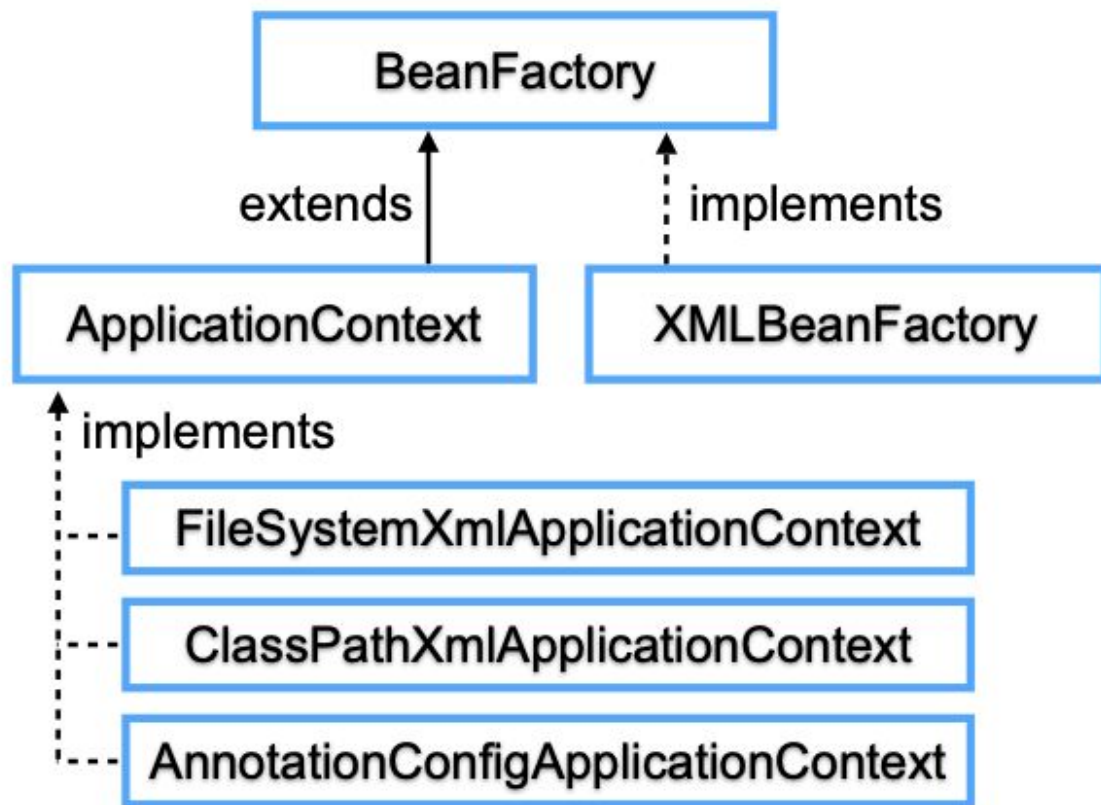 BeanFactory
extends
implements
ApplicationContext
XMLBeanFactory
implements
FileSystemXmlApplicationContext
ClassPathXmlApplicationContext
AnnotationConfigApplicationContext